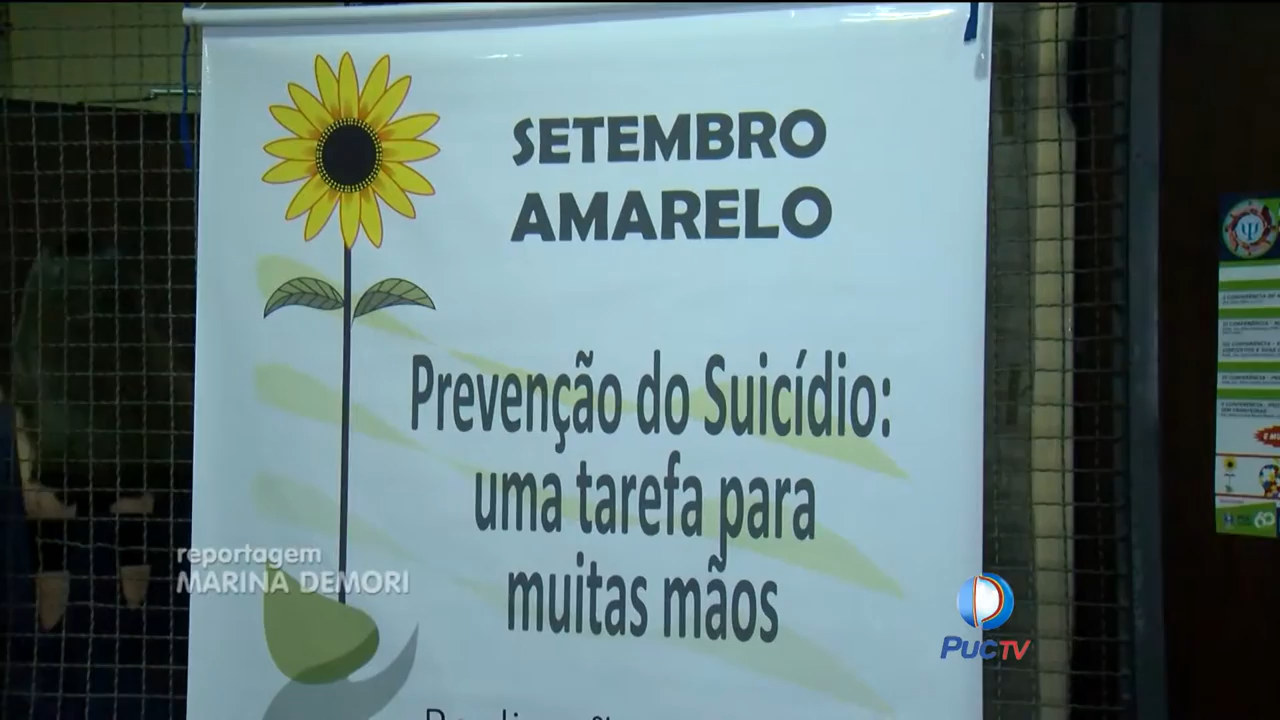 SETEMBRO
AMARELO
Prevenção do Suicídio:
uma tarefa para
muitas mãos
reportagem
MARINA DEMORI
PUCTV